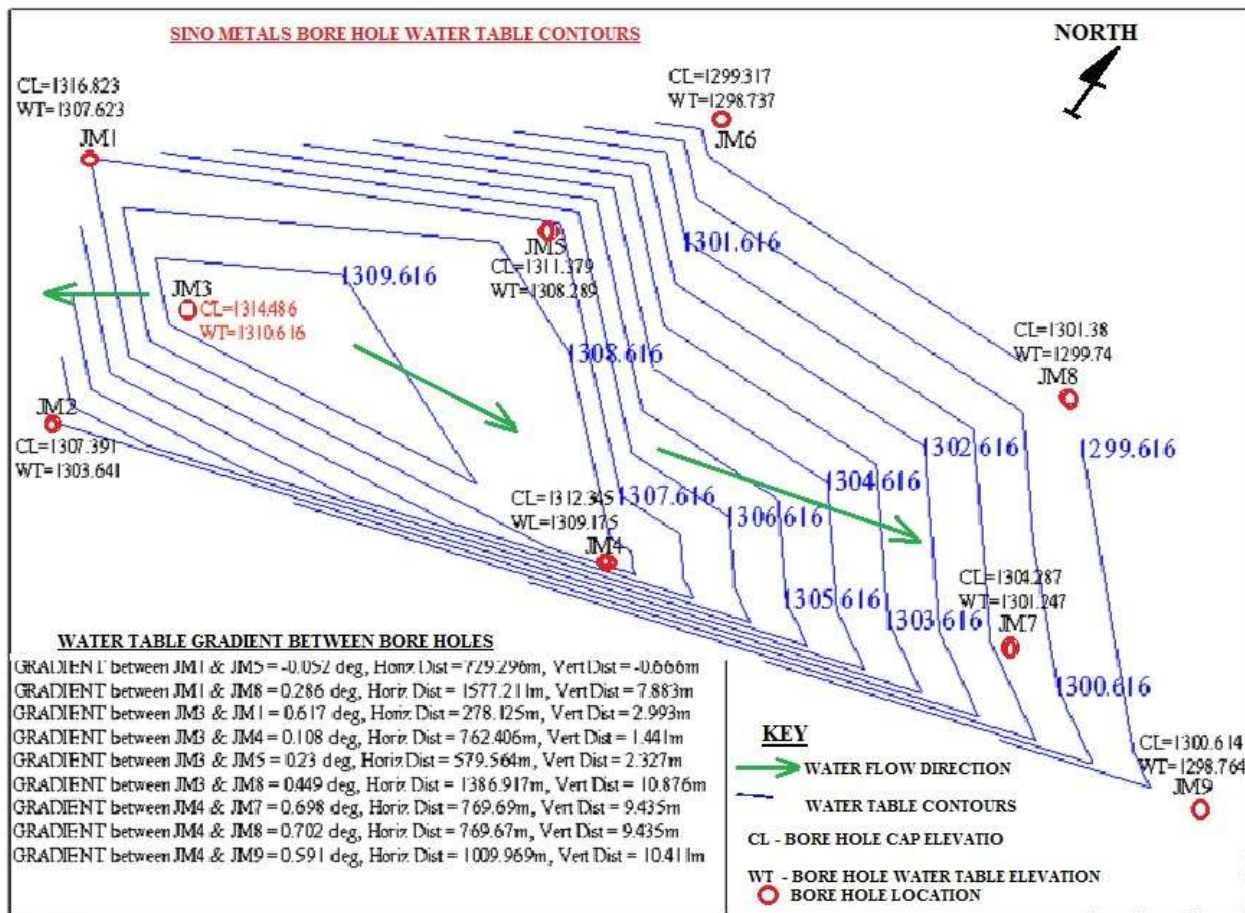 SINO METALS BORE HOLE WATER TABLE CONTOURS
NORTH
CL=1316.823
WT=1307.623
JM1
CL=1299.317
WT=1298.737
JM6
1301.616
JM5
CL=1311.379
WT=1308.289
1309.616
JM3
CL=1314.486
WT=1310.616
1308.616
CL=1301.38
WT=1299.74
JM8
JM2
CL=1307.391
WT=1303.641
1302.616
1299.616
1304.616
CL=1312.345
WL=1309.175
JM4
1307.616
1306.616
1305.616
1303.616
CL=1304.287
WT=1301.247
JM7
1300.616
CL=1300.614
WT=1298.764
JM9
WATER TABLE GRADIENT BETWEEN BORE HOLES
GRADIENT between JM1 & JM5 = -0.052 deg, Horiz Dist = 729.296m, Vert Dist = -0.666m
GRADIENT between JM1 & JM8 = 0.286 deg, Horiz Dist = 1577.211m, Vert Dist = 7.883m
GRADIENT between JM3 & JM1 = 0.617 deg, Horiz Dist = 278.125m, Vert Dist = 2.993m
GRADIENT between JM3 & JM4 = 0.108 deg, Horiz Dist = 762.406m, Vert Dist = 1.441m
GRADIENT between JM3 & JM5 = 0.23 deg, Horiz Dist = 579.564m, Vert Dist = 2.327m
GRADIENT between JM3 & JM8 = 0.449 deg, Horiz Dist = 1386.917m, Vert Dist = 10.876m
GRADIENT between JM4 & JM7 = 0.698 deg, Horiz Dist = 769.69m, Vert Dist = 9.435m
GRADIENT between JM4 & JM8 = 0.702 deg, Horiz Dist = 769.67m, Vert Dist = 9.435m
GRADIENT between JM4 & JM9 = 0.591 deg, Horiz Dist = 1009.969m, Vert Dist = 10.411m
KEY
WATER FLOW DIRECTION
WATER TABLE CONTOURS
CL - BORE HOLE CAP ELEVATIO
WT - BORE HOLE WATER TABLE ELEVATION
BORE HOLE LOCATION